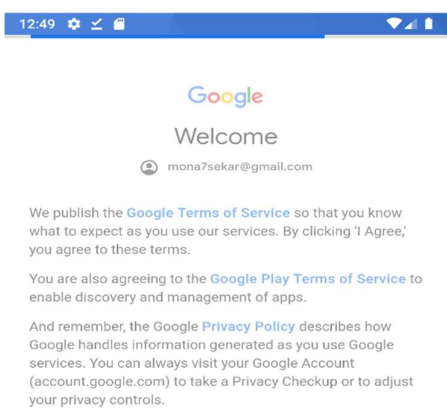 12:49
Google
Welcome
mona7sekar@gmail.com
We publish the Google Terms of Service so that you know
what to expect as you use our services. By clicking 'I Agree,'
you agree to these terms.
You are also agreeing to the Google Play Terms of Service to
enable discovery and management of apps.
And remember, the Google Privacy Policy describes how
Google handles information generated as you use Google
services. You can always visit your Google Account
(account.google.com) to take a Privacy Checkup or to adjust
your privacy controls.